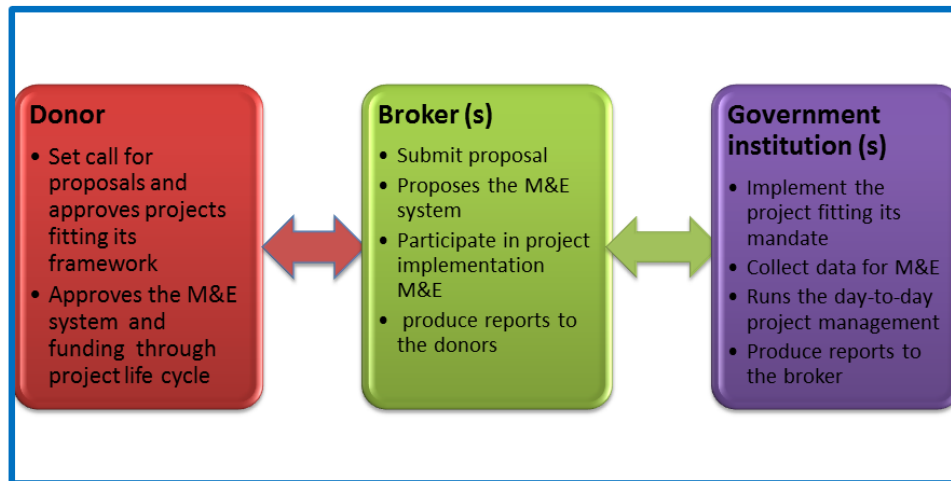 Donor
• Set call for
proposals and
approves projects
fitting its
framework
• Approves the M&E
system and
funding through
project life cycle
Broker (s)
• Submit proposal
• Proposes the M&E
system
• Participate in project
implementation
M&E
• produce reports to
the donors
Government
institution (s)
• Implement the
project fitting its
mandate
• Collect data for M&E
• Runs the day-to-day
project management
• Produce reports to
the broker